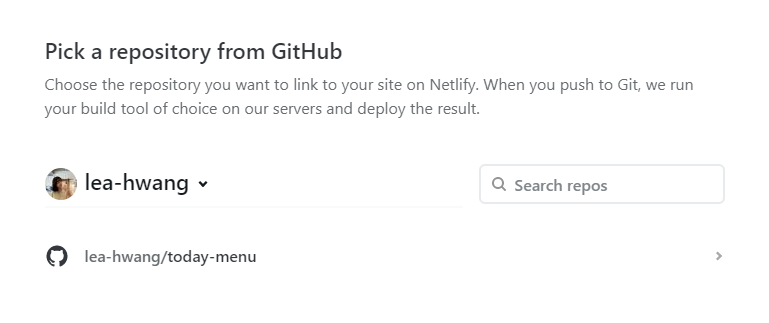 Pick a repository from GitHub
Choose the repository you want to link to your site on Netlify. When you push to Git, we run
your build tool of choice on our servers and deploy the result.
lea-hwang
Search repos
lea-hwang/today-menu